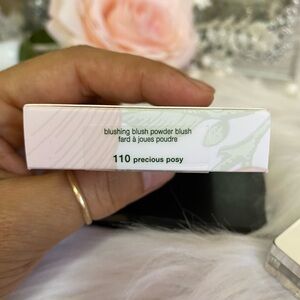 blushing blush powder blush
fard à joues poudre
110 precious posy